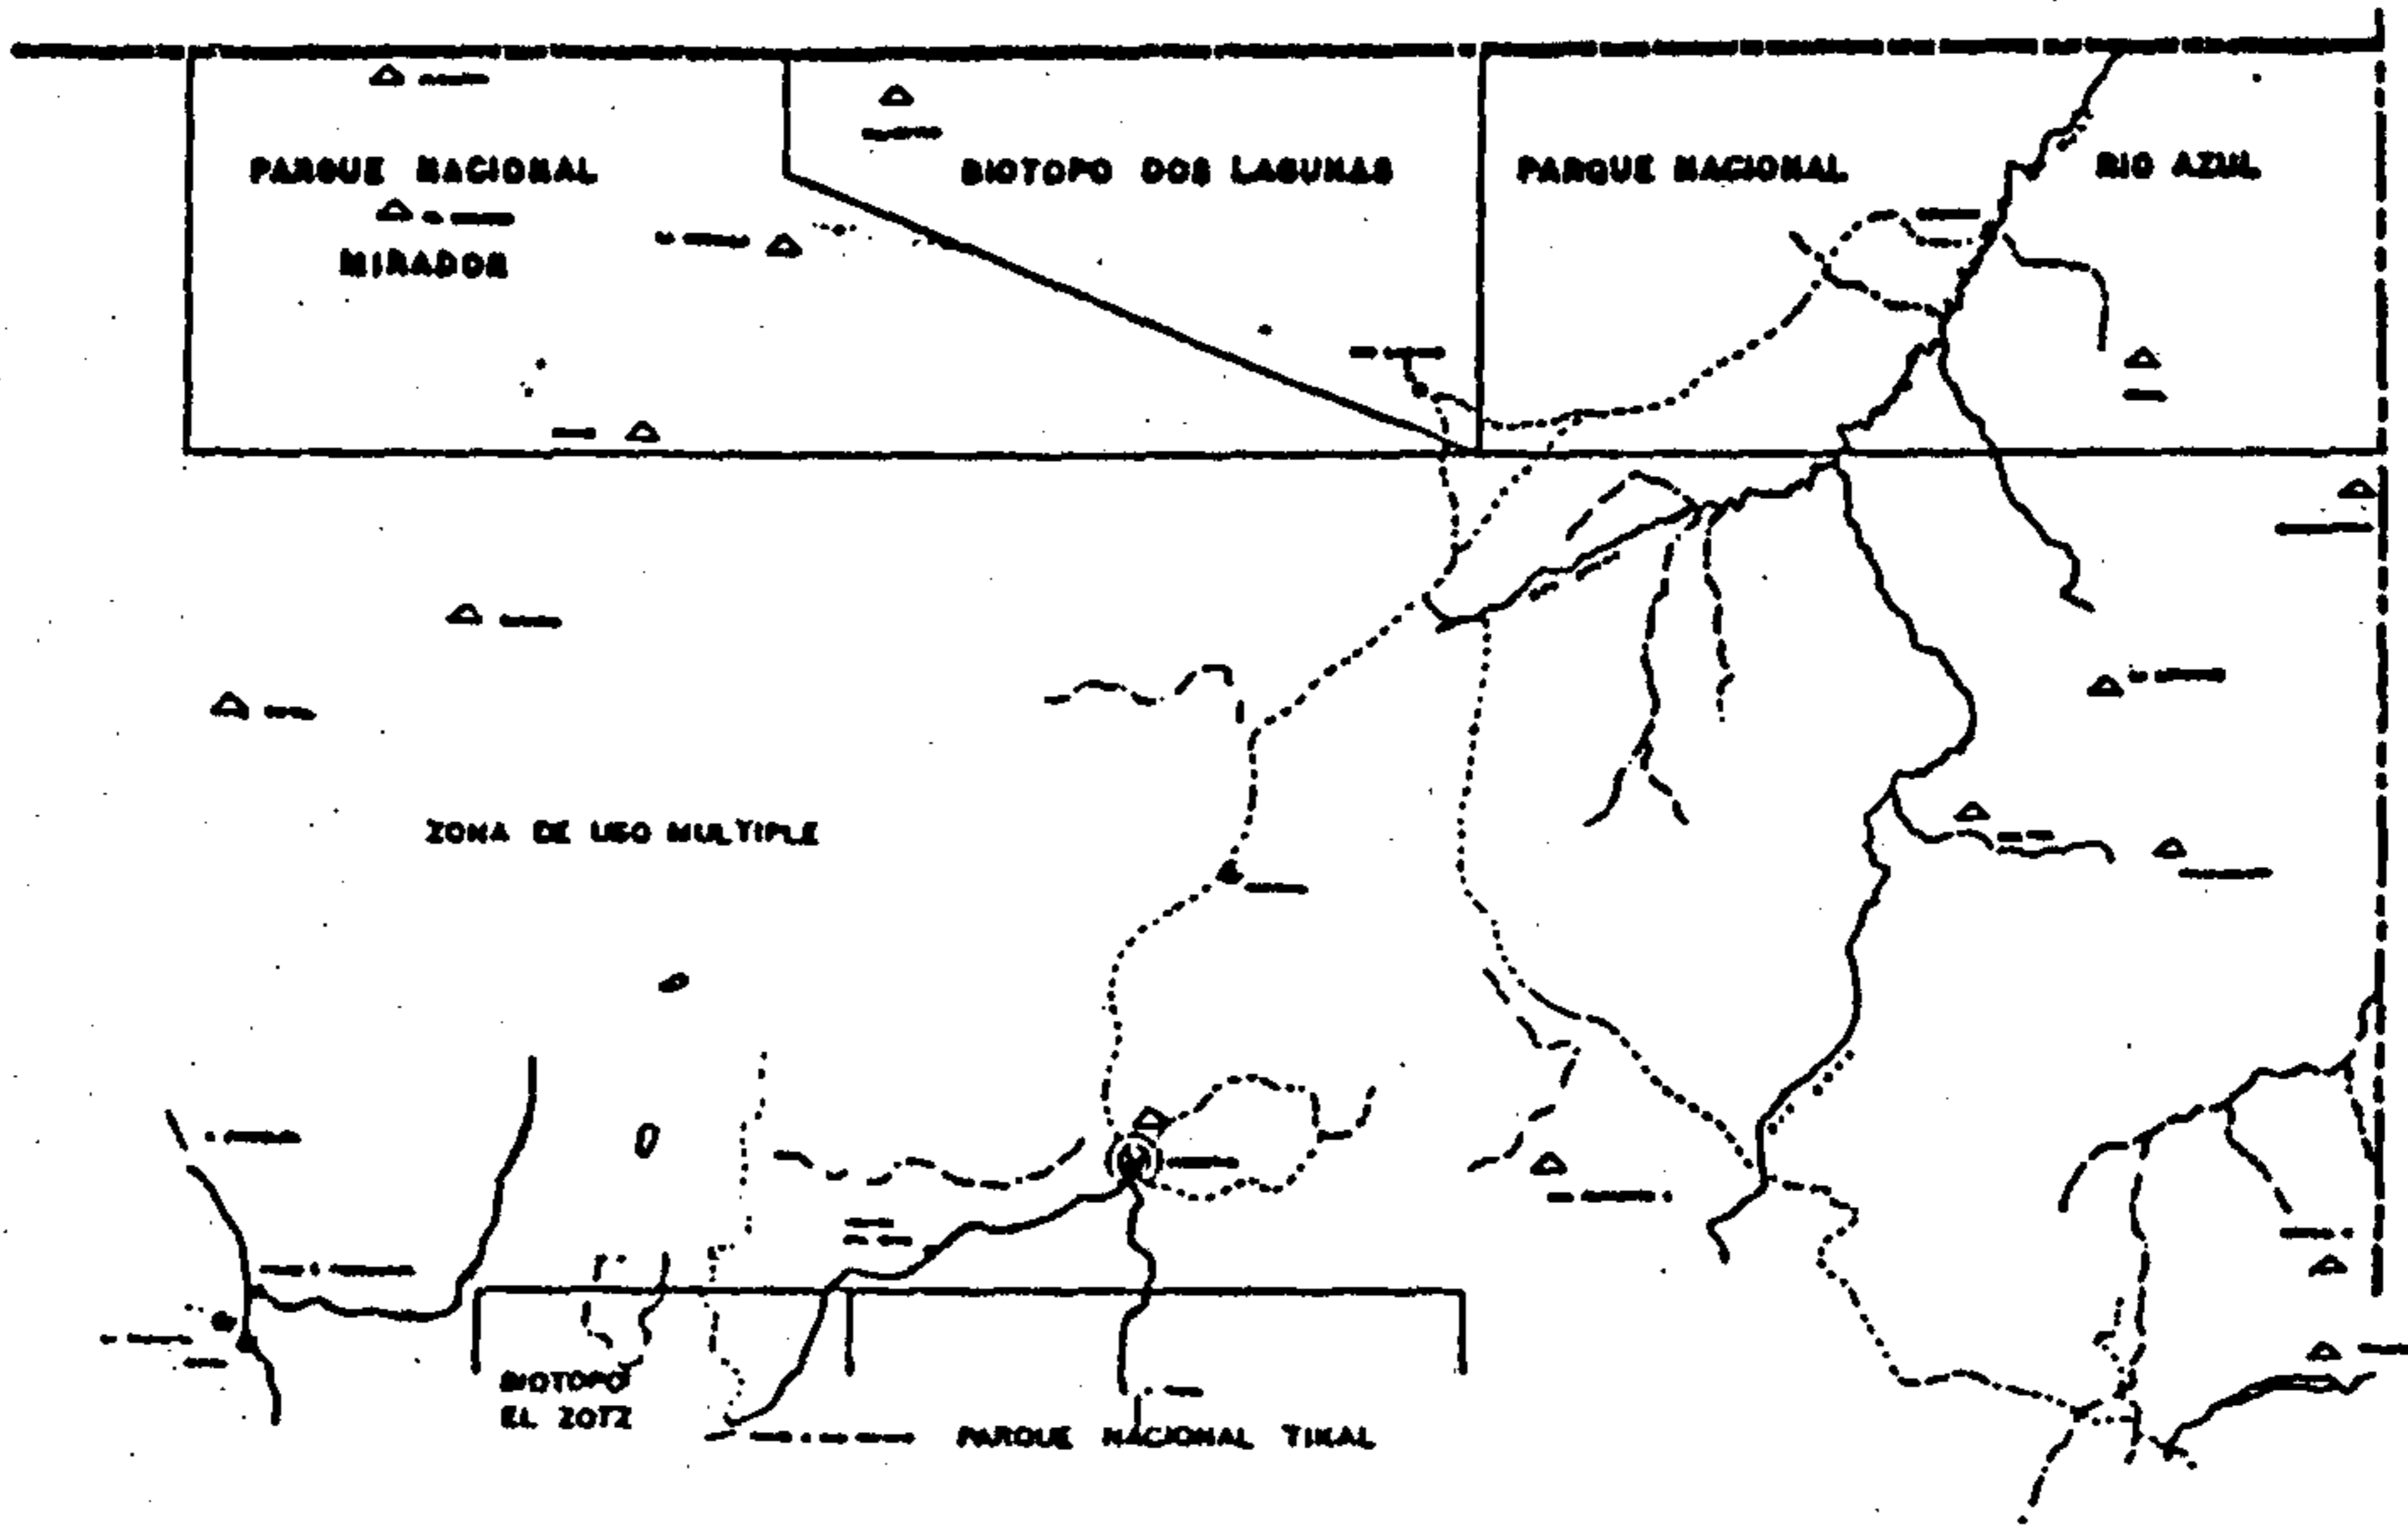 PARQUE NACIONAL
MIRADOR
BIOTOPO DOS LAGUNAS
PARQUE NACIONAL RIO AZUL
ZONA DE USO MULTIPLE
BIOTOPO
EL ZOTZ
PARQUE NACIONAL TIKAL